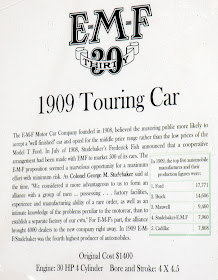 E-M-F
30
THIRTY
1909 Touring Car
The E-M-F Motor Car Company founded in 1908, believed the motoring public more likely to
accept a "well finished" car and opted for the middle price range rather than the low prices of the
Model T Ford. In July of 1908, Studebaker's Frederick Fish announced that a cooperative
arrangement had been made with EMF to market 300 of its cars. The
E-M-F proposition seemed a marvelous opportunity for a maximum
effort with minimum risk. As Colonel George M. Studebaker said at
the time, "We considered it more advantageous to us to form an
alliance with a group of men ... possessing ... a factory facilities,
experience and manufacturing ability of a rare order, as well as an
intimate knowledge of the problems peculiar to the motorcar, than to
establish a separate factory of our own." For E-M-F's part, the alliance
brought 4000 dealers to the new company right away. In 1909 E-M-
F/Studebaker was the fourth highest producer of automobiles.
In 1909, the top five automobile
manufacturers and their
production figures were:
1. Ford 17,771
2. Buick 14,606
3. Maxwell 9,460
4. Studebaker-E.M.F 7,960
5. Cadillac 7,868
Original Cost $1400
Engine: 30 HP 4 Cylinder Bore and Stroke: 4 X 4.5